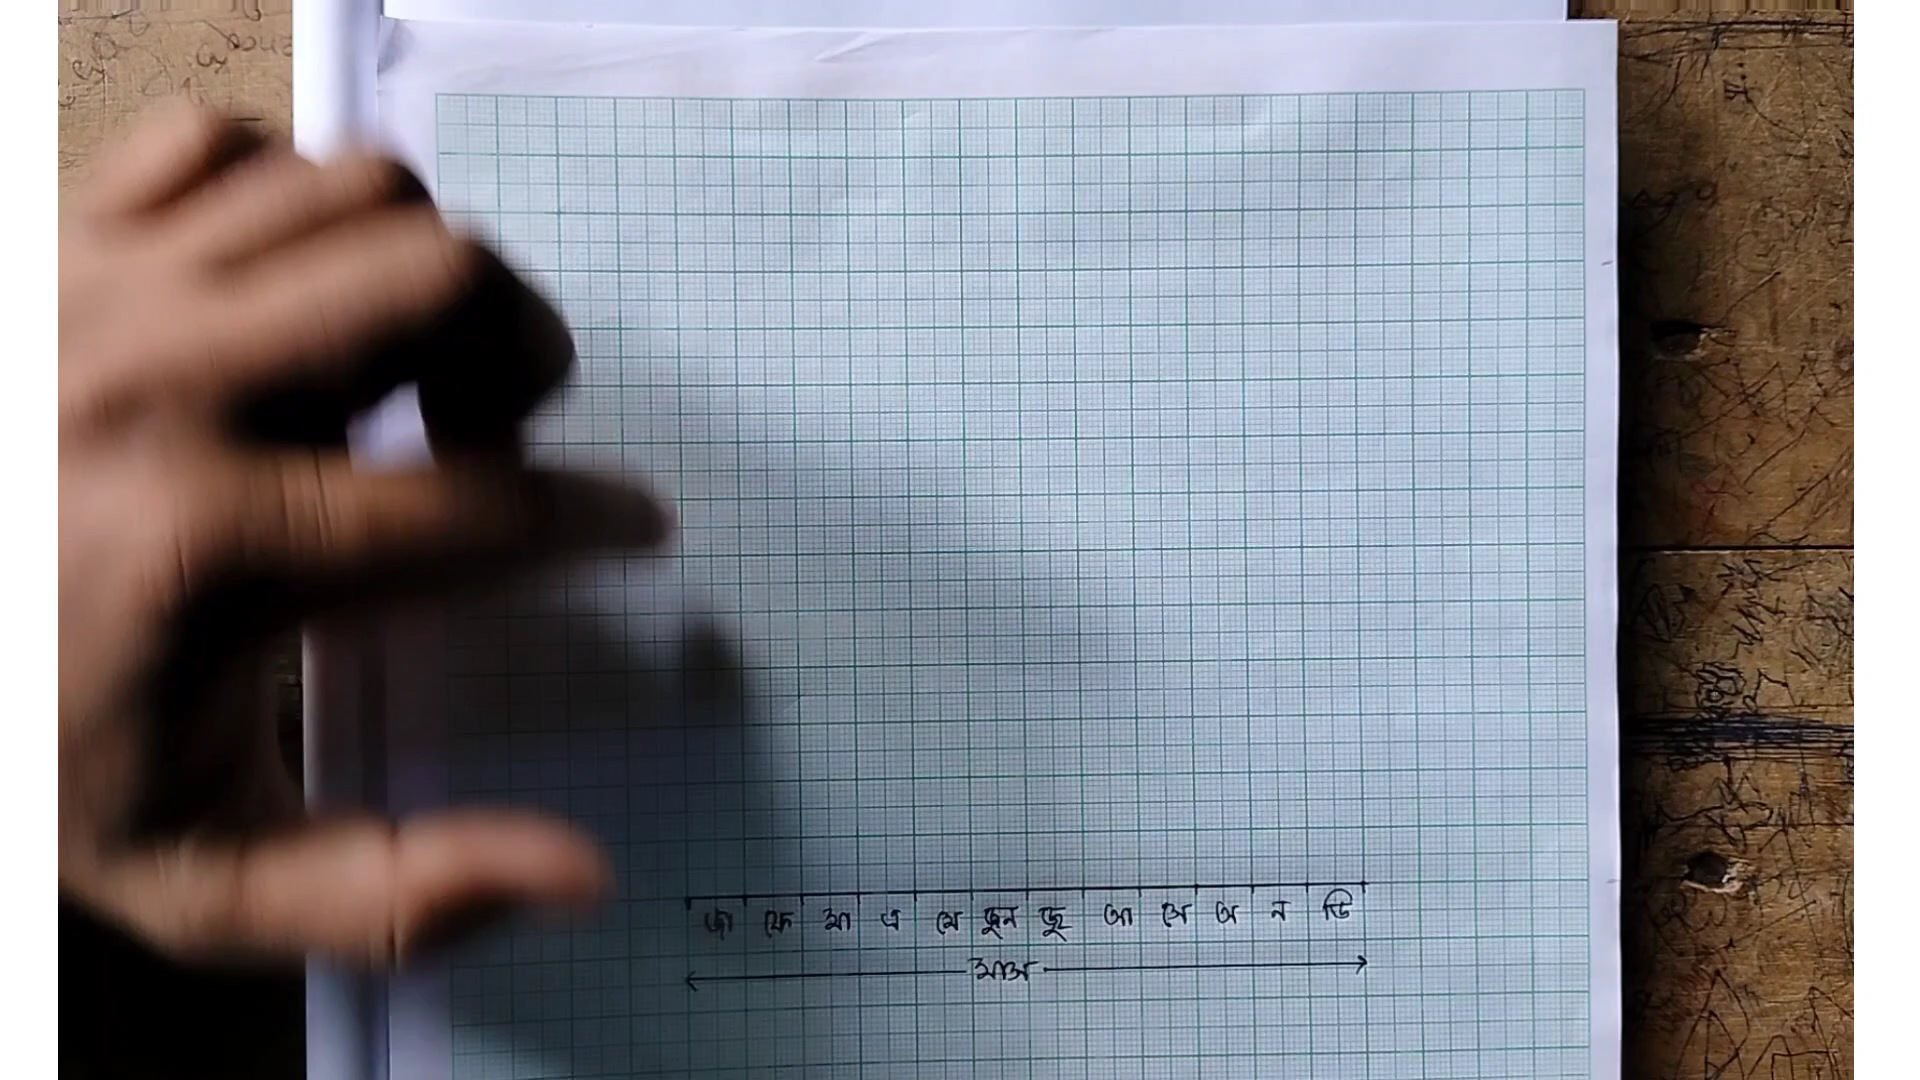 জা ফে মা এ মে জুন জু আ সে অ ন ডি
মাস